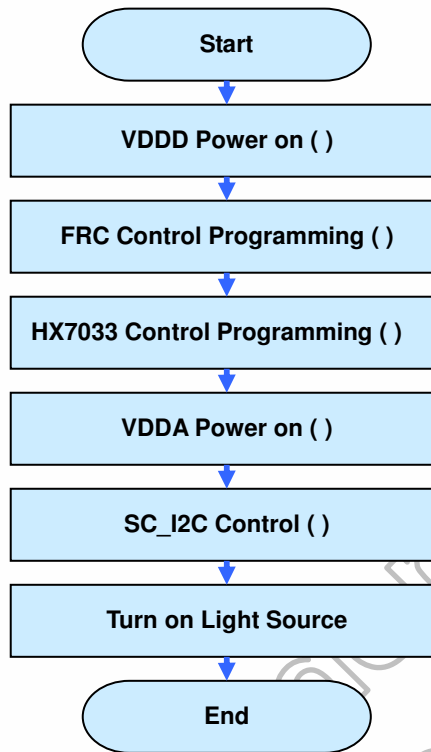 Start
VDDD Power on ( )
FRC Control Programming ( )
HX7033 Control Programming ( )
VDDA Power on ( )
SC_I2C Control ( )
Turn on Light Source
End